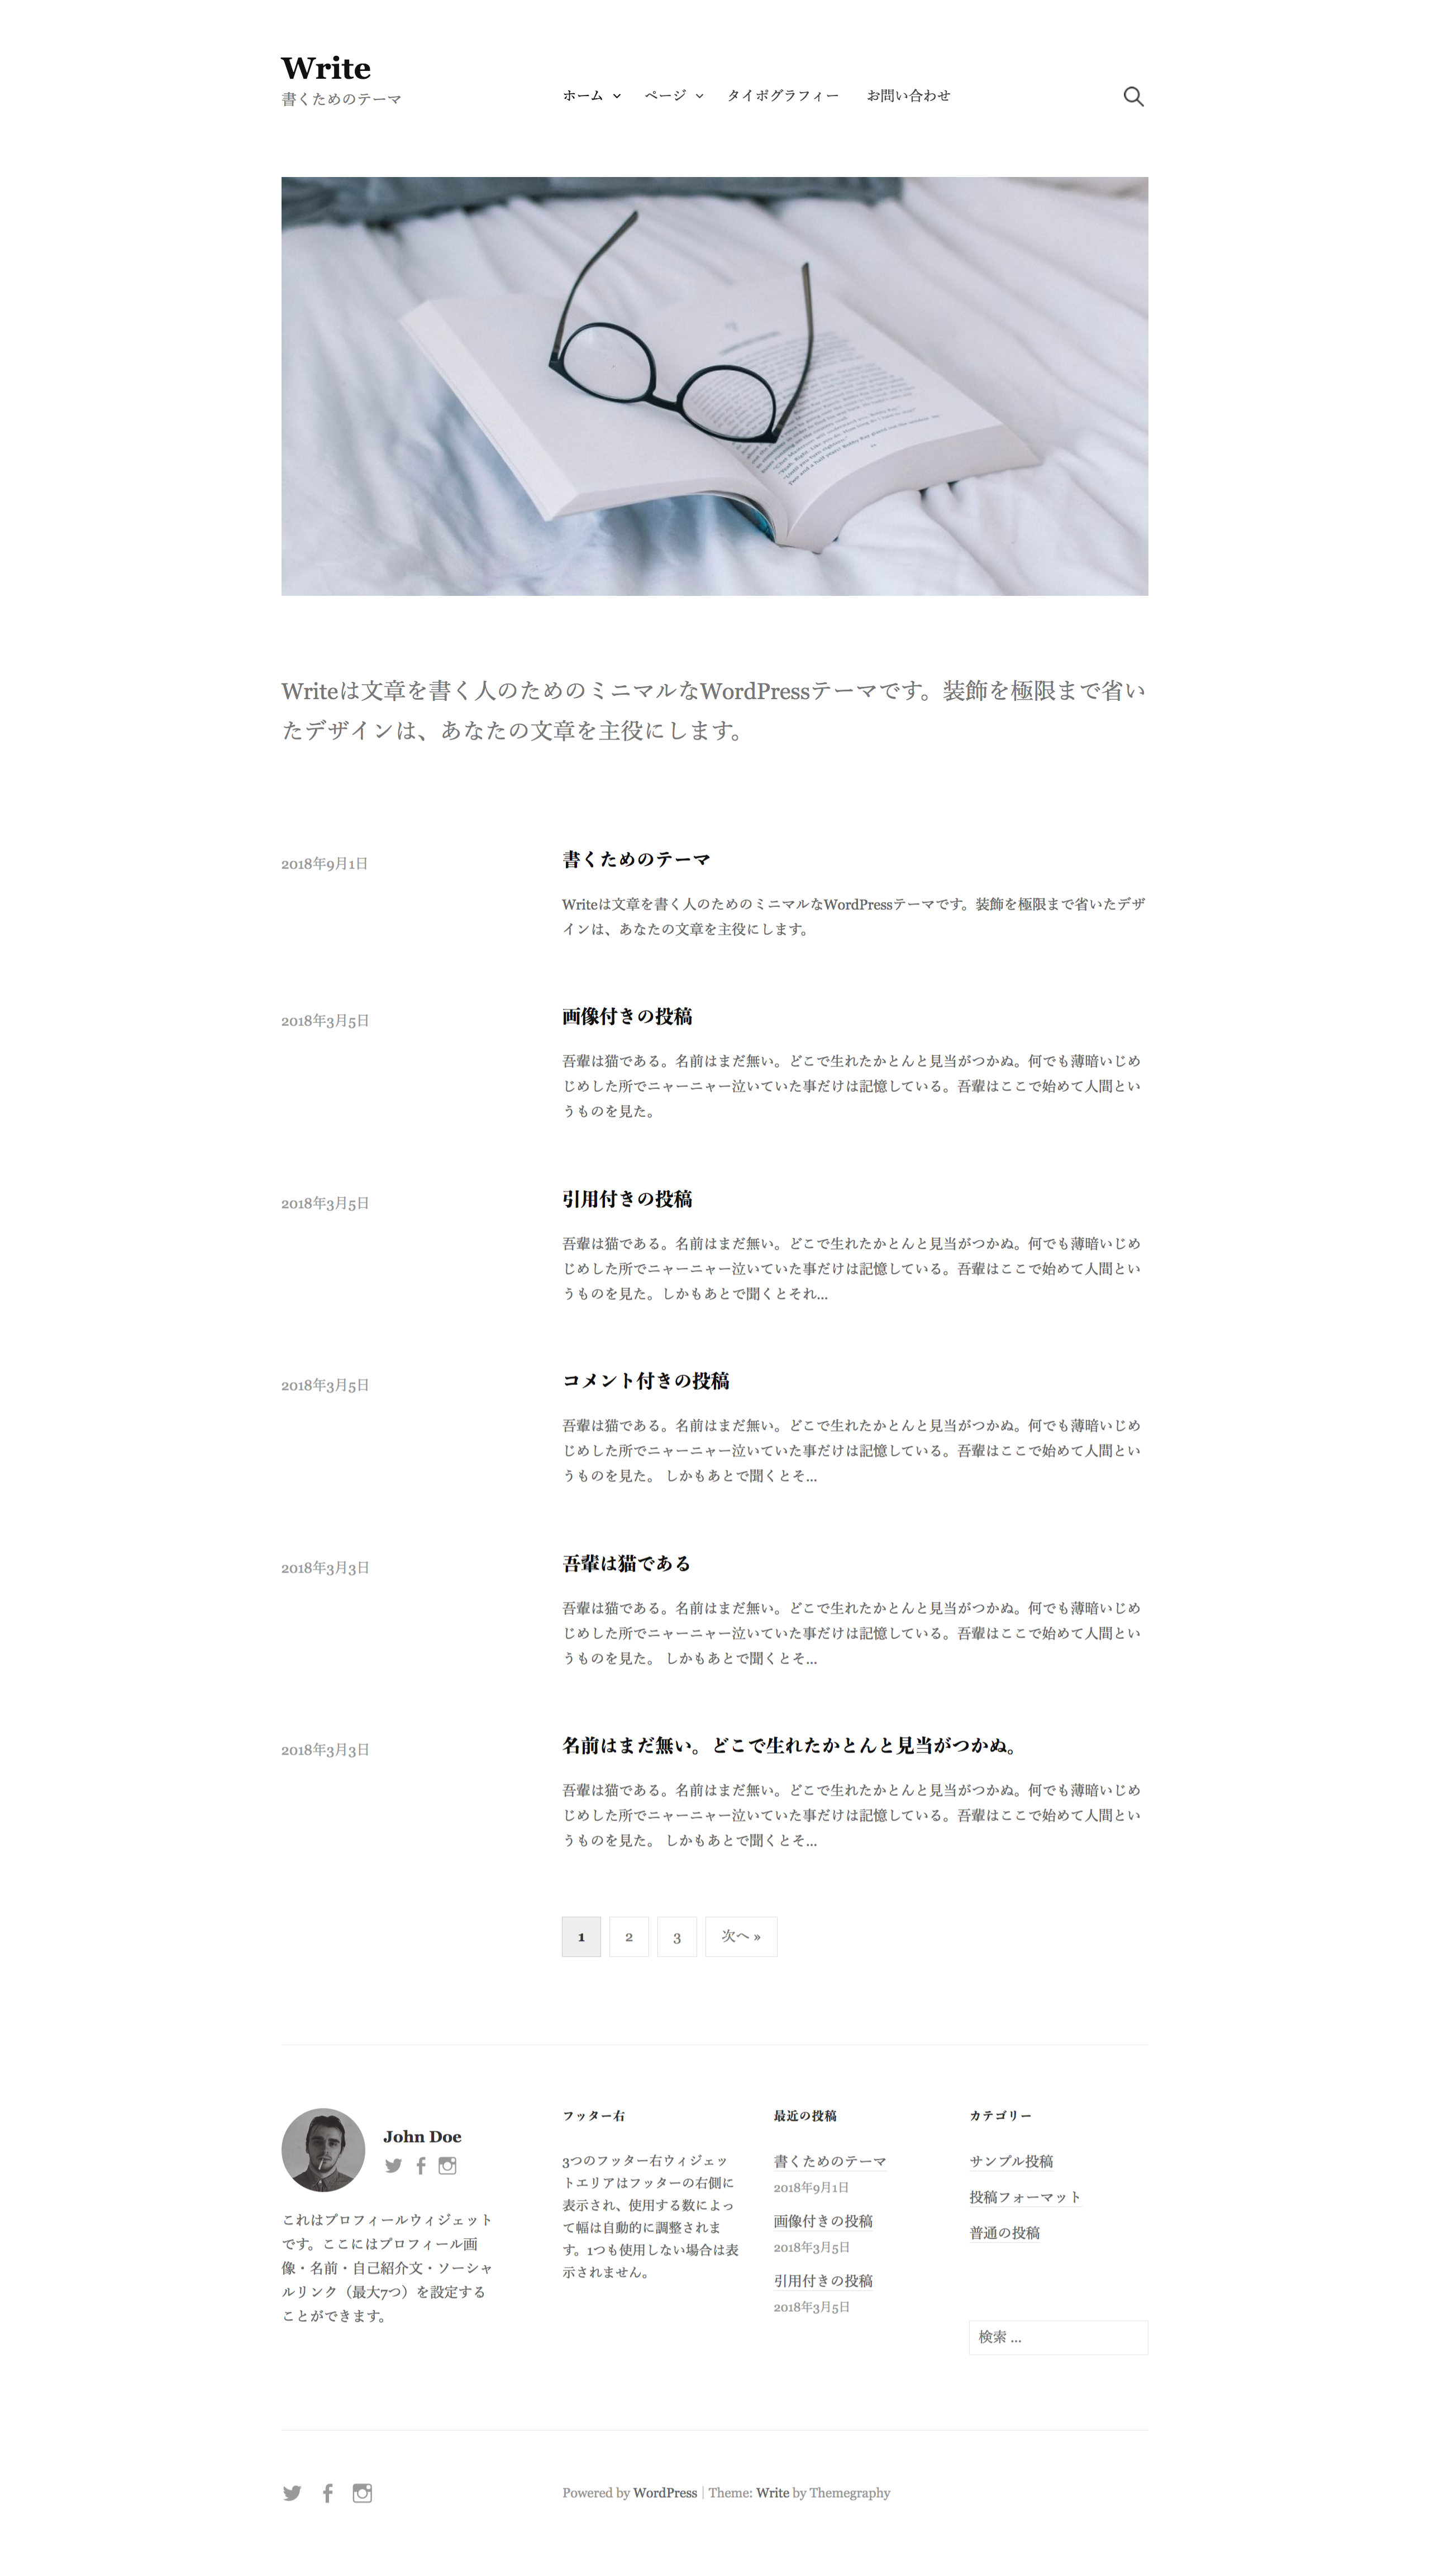 Write
書くためのテーマ
ホーム ページ タイポグラフィー お問い合わせ
Writeは文章を書く人のためのミニマルなWordPressテーマです。装飾を極限まで省い
たデザインは、あなたの文章を主役にします。
2018年9月1日
書くためのテーマ
Writeは文章を書く人のためのミニマルなWordPressテーマです。装飾を極限まで省いたデザ
インは、あなたの文章を主役にします。
2018年3月5日
画像付きの投稿
吾輩は猫である。名前はまだ無い。どこで生れたかとんと見当がつかぬ。何でも薄暗いじめ
じめした所でニャーニャー泣いていた事だけは記憶している。吾輩はここで始めて人間とい
うものを見た。
2018年3月5日
引用付きの投稿
吾輩は猫である。名前はまだ無い。どこで生れたかとんと見当がつかぬ。何でも薄暗いじめ
じめした所でニャーニャー泣いていた事だけは記憶している。吾輩はここで始めて人間とい
うものを見た。しかもあとで聞くとそれ...
2018年3月5日
コメント付きの投稿
吾輩は猫である。名前はまだ無い。どこで生れたかとんと見当がつかぬ。何でも薄暗いじめ
じめした所でニャーニャー泣いていた事だけは記憶している。吾輩はここで始めて人間とい
うものを見た。 しかもあとで聞くとそ...
2018年3月3日
吾輩は猫である
吾輩は猫である。名前はまだ無い。どこで生れたかとんと見当がつかぬ。何でも薄暗いじめ
じめした所でニャーニャー泣いていた事だけは記憶している。吾輩はここで始めて人間とい
うものを見た。 しかもあとで聞くとそ...
2018年3月3日
名前はまだ無い。どこで生れたかとんと見当がつかぬ。
吾輩は猫である。名前はまだ無い。どこで生れたかとんと見当がつかぬ。何でも薄暗いじめ
じめした所でニャーニャー泣いていた事だけは記憶している。吾輩はここで始めて人間とい
うものを見た。 しかもあとで聞くとそ...
1 2 3 次へ »
John Doe
これはプロフィールウィジェット
です。ここにはプロフィール画
像・名前・自己紹介文・ソーシャ
ルリンク（最大7つ）を設定する
ことができます。
フッター右
3つのフッター右ウィジェッ
トエリアはフッターの右側に
表示され、使用する数によっ
て幅は自動的に調整されま
す。1つも使用しない場合は表
示されません。
最近の投稿
書くためのテーマ
2018年9月1日
画像付きの投稿
2018年3月5日
引用付きの投稿
2018年3月5日
カテゴリー
サンプル投稿
投稿フォーマット
普通の投稿
検索 ...
Powered by WordPress | Theme: Write by Themegraphy